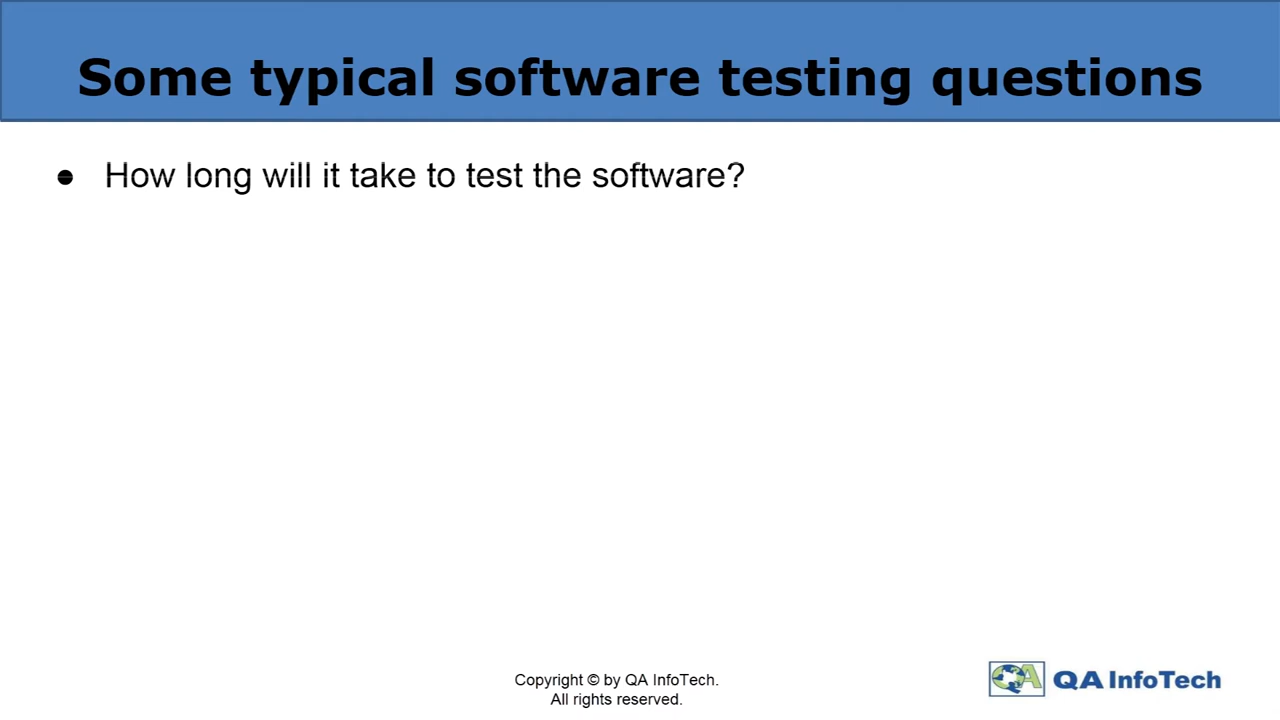 Some typical software testing questions
● How long will it take to test the software?
Copyright © by QA InfoTech.
All rights reserved.
QA QA InfoTech